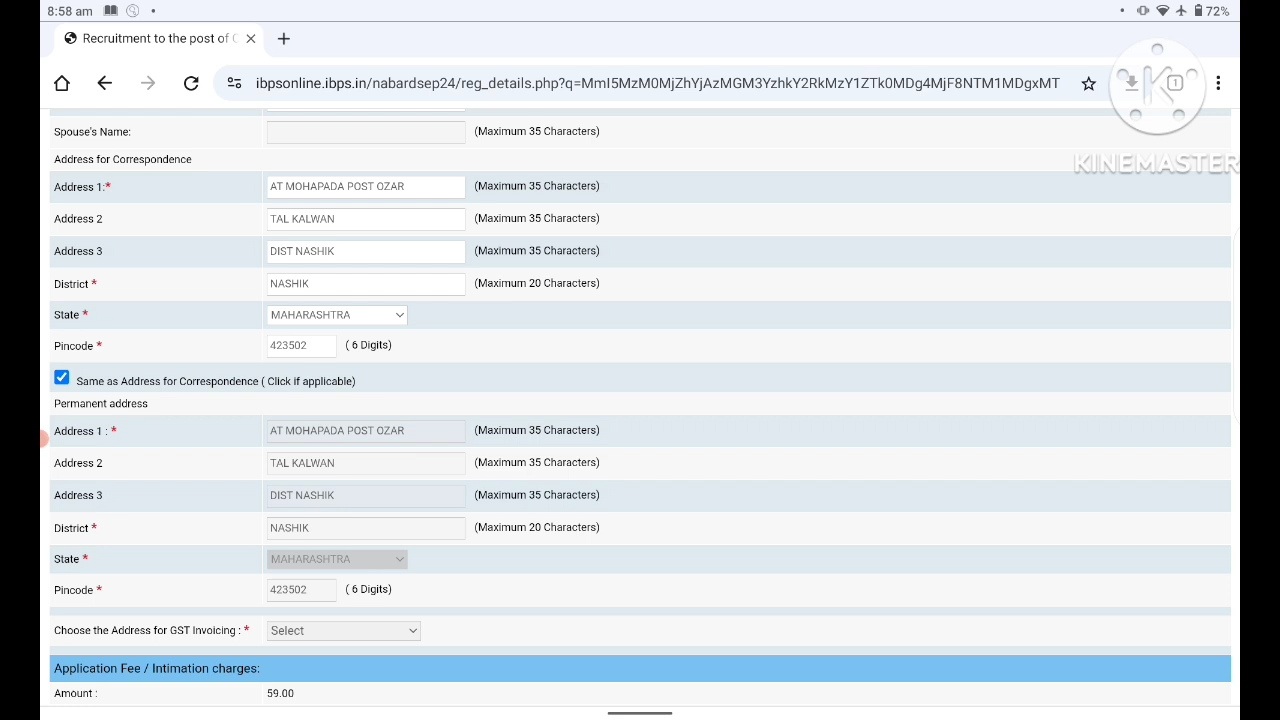 8:58 am 72%
Recruitment to the post of
ibpsonline.ibps.in/nabardsep24/reg_details.php?q=MmI5MzM0MjZhYjAzMGM3YzhkY2RkMzY1ZTk0MDg4MjF8NTM1MDgxMT
KINEMASTER
Spouse's Name: (Maximum 35 Characters)
Address for Correspondence
Address 1:* AT MOHAPADA POST OZAR (Maximum 35 Characters)
Address 2 TAL KALWAN (Maximum 35 Characters)
Address 3 DIST NASHIK (Maximum 35 Characters)
District * NASHIK (Maximum 20 Characters)
State * MAHARASHTRA
Pincode * 423502 ( 6 Digits)
Same as Address for Correspondence ( Click if applicable)
Permanent address
Address 1 : * AT MOHAPADA POST OZAR (Maximum 35 Characters)
Address 2 TAL KALWAN (Maximum 35 Characters)
Address 3 DIST NASHIK (Maximum 35 Characters)
District * NASHIK (Maximum 20 Characters)
State * MAHARASHTRA
Pincode * 423502 ( 6 Digits)
Choose the Address for GST Invoicing : * Select
Application Fee / Intimation charges:
Amount : 59.00